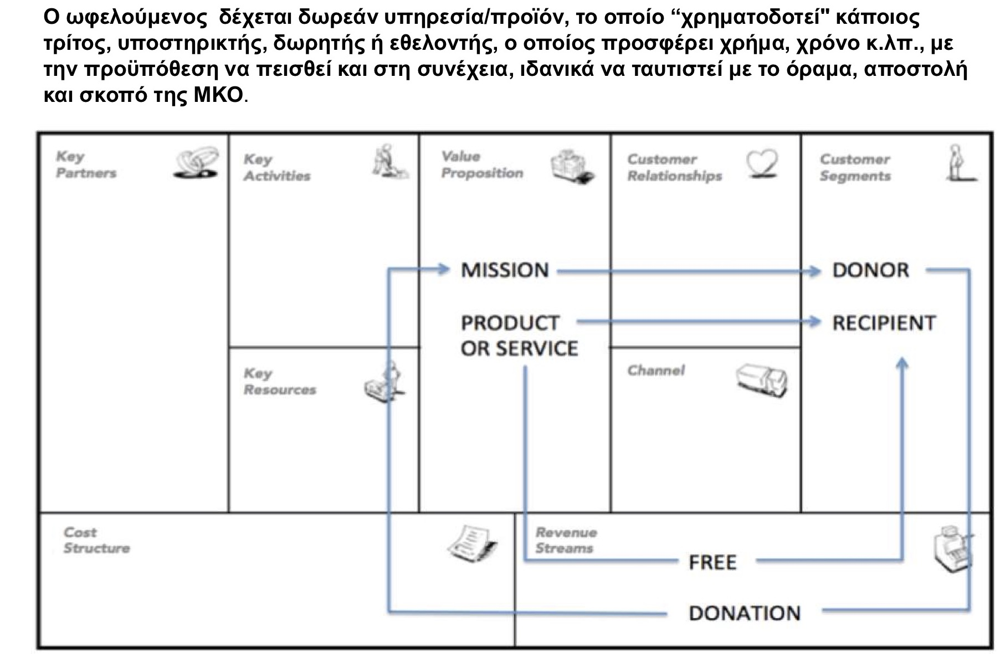 Ο ωφελούμενος  δέχεται δωρεάν υπηρεσία/προϊόν, το οποίο “χρηματοδοτεί" κάποιος
τρίτος, υποστηρικτής, δωρητής ή εθελοντής, ο οποίος προσφέρει χρήμα, χρόνο κ.λπ., με
την προϋπόθεση να πεισθεί και στη συνέχεια, ιδανικά να ταυτιστεί με το όραμα, αποστολή
και σκοπό της ΜΚΟ.
Key
Partners
Key
Activities
Value
Proposition
Customer
Relationships
Customer
Segments
MISSION
DONOR
PRODUCT
OR SERVICE
RECIPIENT
Key
Resources
Channel
Cost
Structure
Revenue
Streams
FREE
DONATION